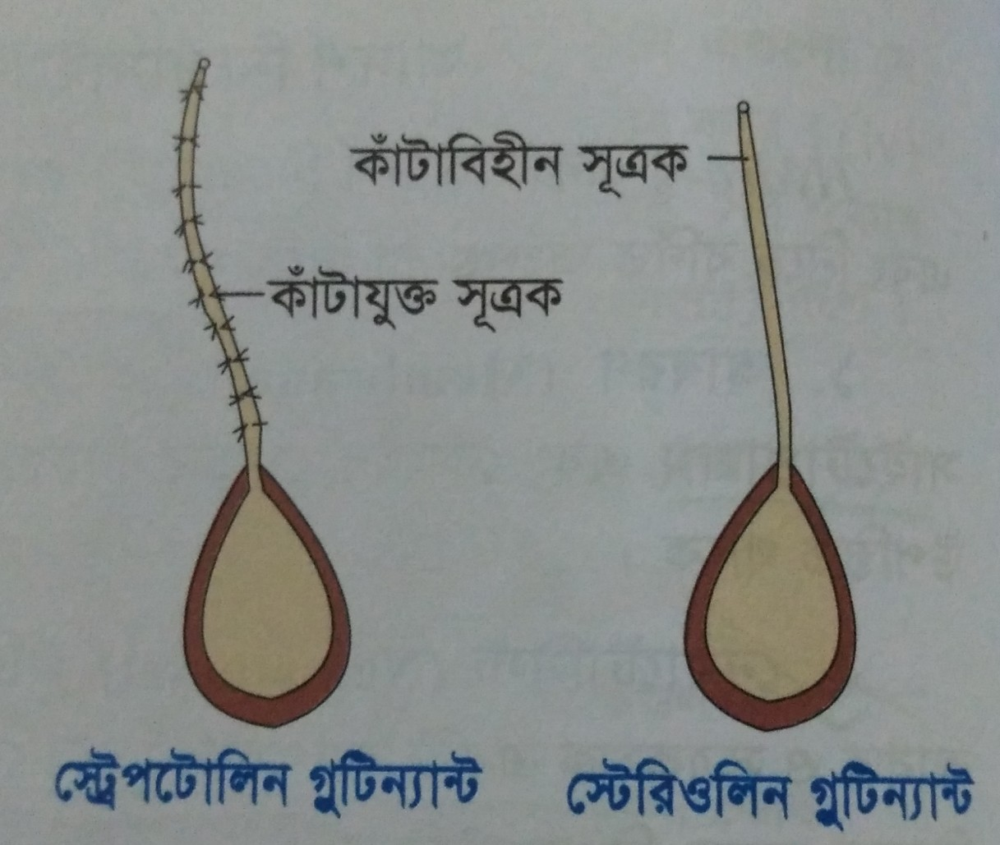 কাঁটাবিহীন সূত্রক
কাঁটাযুক্ত সূত্রক
স্ট্রেপটোলিন গ্লুটিন্যান্ট
স্টেরিওলিন গ্লুটিন্যান্ট